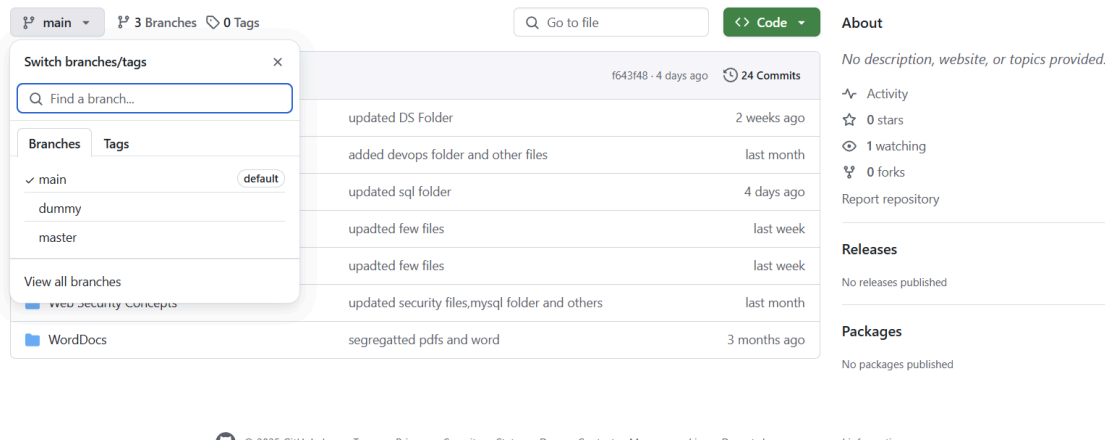 main 3 Branches 0 Tags Go to file Code About
Switch branches/tags No description, website, or topics provided.
f643f48 · 4 days ago 24 Commits
Find a branch... Activity
updated DS Folder 2 weeks ago 0 stars
Branches Tags 1 watching
added devops folder and other files last month
main default 0 forks
updated sql folder 4 days ago Report repository
dummy
upadted few files last week
master Releases
upadted few files last week
View all branches No releases published
Web Security Concepts updated security files,mysql folder and others last month
WordDocs segregatted pdfs and word 3 months ago Packages
No packages published